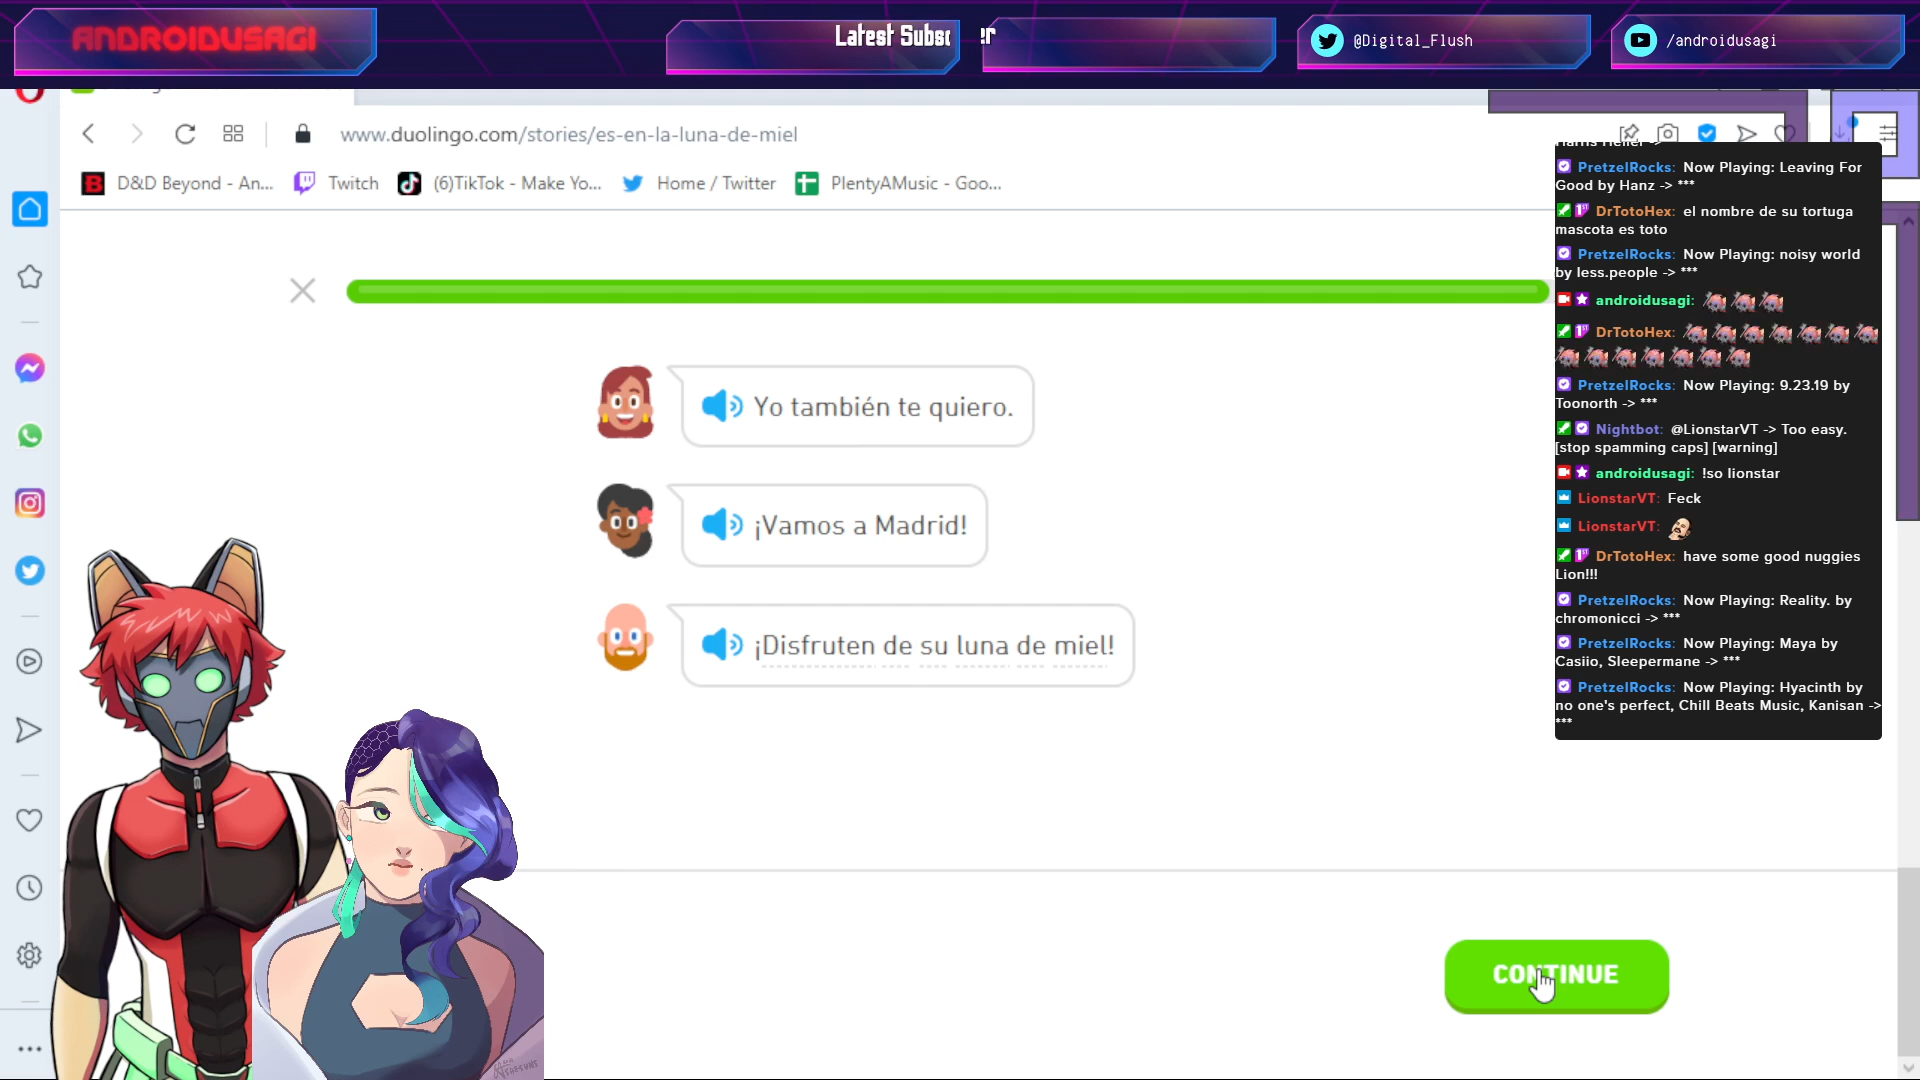 ANDROIDUSAGI
Latest Subsc
er
@Digital_Flush
/androidusagi
www.duolingo.com/stories/es-en-la-luna-de-miel
D&D Beyond - An...
Twitch
(6)TikTok - Make Yo...
Home / Twitter
PlentyAMusic - Goo...
Yo también te quiero.
¡Vamos a Madrid!
¡Disfruten de su luna de miel!
CONTINUE
Harris Heller ->
PretzelRocks: Now Playing: Leaving For
Good by Hanz -> ***
DrTotoHex: el nombre de su tortuga
mascota es toto
PretzelRocks: Now Playing: noisy world
by less.people -> ***
androidusagi:
DrTotoHex:
PretzelRocks: Now Playing: 9.23.19 by
Toonorth -> ***
Nightbot: @LionstarVT -> Too easy.
[stop spamming caps] [warning]
androidusagi: !so lionstar
LionstarVT: Feck
LionstarVT:
DrTotoHex: have some good nuggies
Lion!!!
PretzelRocks: Now Playing: Reality. by
chromonicci -> ***
PretzelRocks: Now Playing: Maya by
Casiio, Sleepermane -> ***
PretzelRocks: Now Playing: Hyacinth by
no one's perfect, Chill Beats Music, Kanisan ->
***